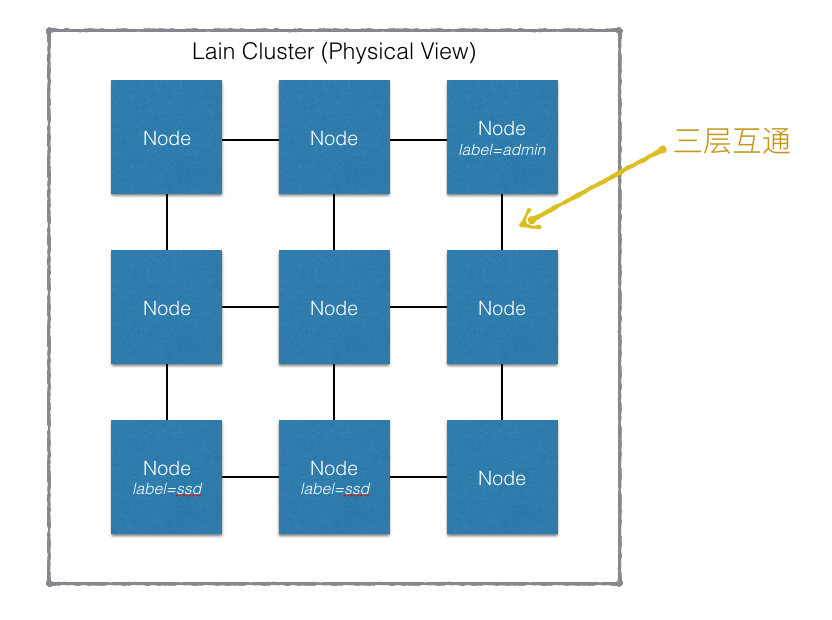 Lain Cluster (Physical View)
Node
Node
Node
label=admin
三层互通
Node
Node
Node
Node
label=ssd
Node
label=ssd
Node